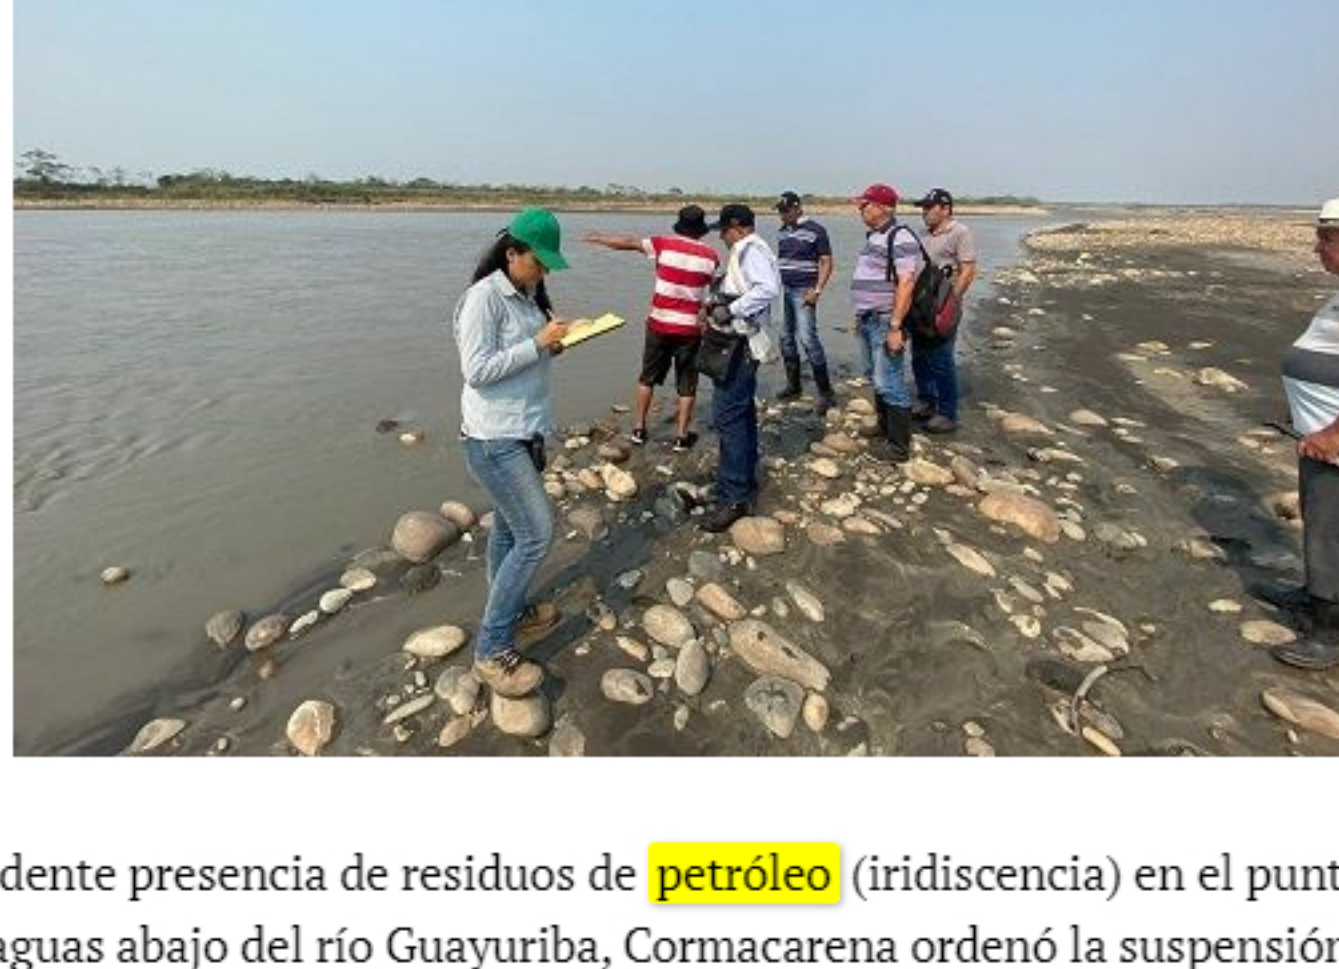 dente presencia de residuos de petróleo (iridiscencia) en el punt
aguas abajo del río Guayuriba, Cormacarena ordenó la suspensión